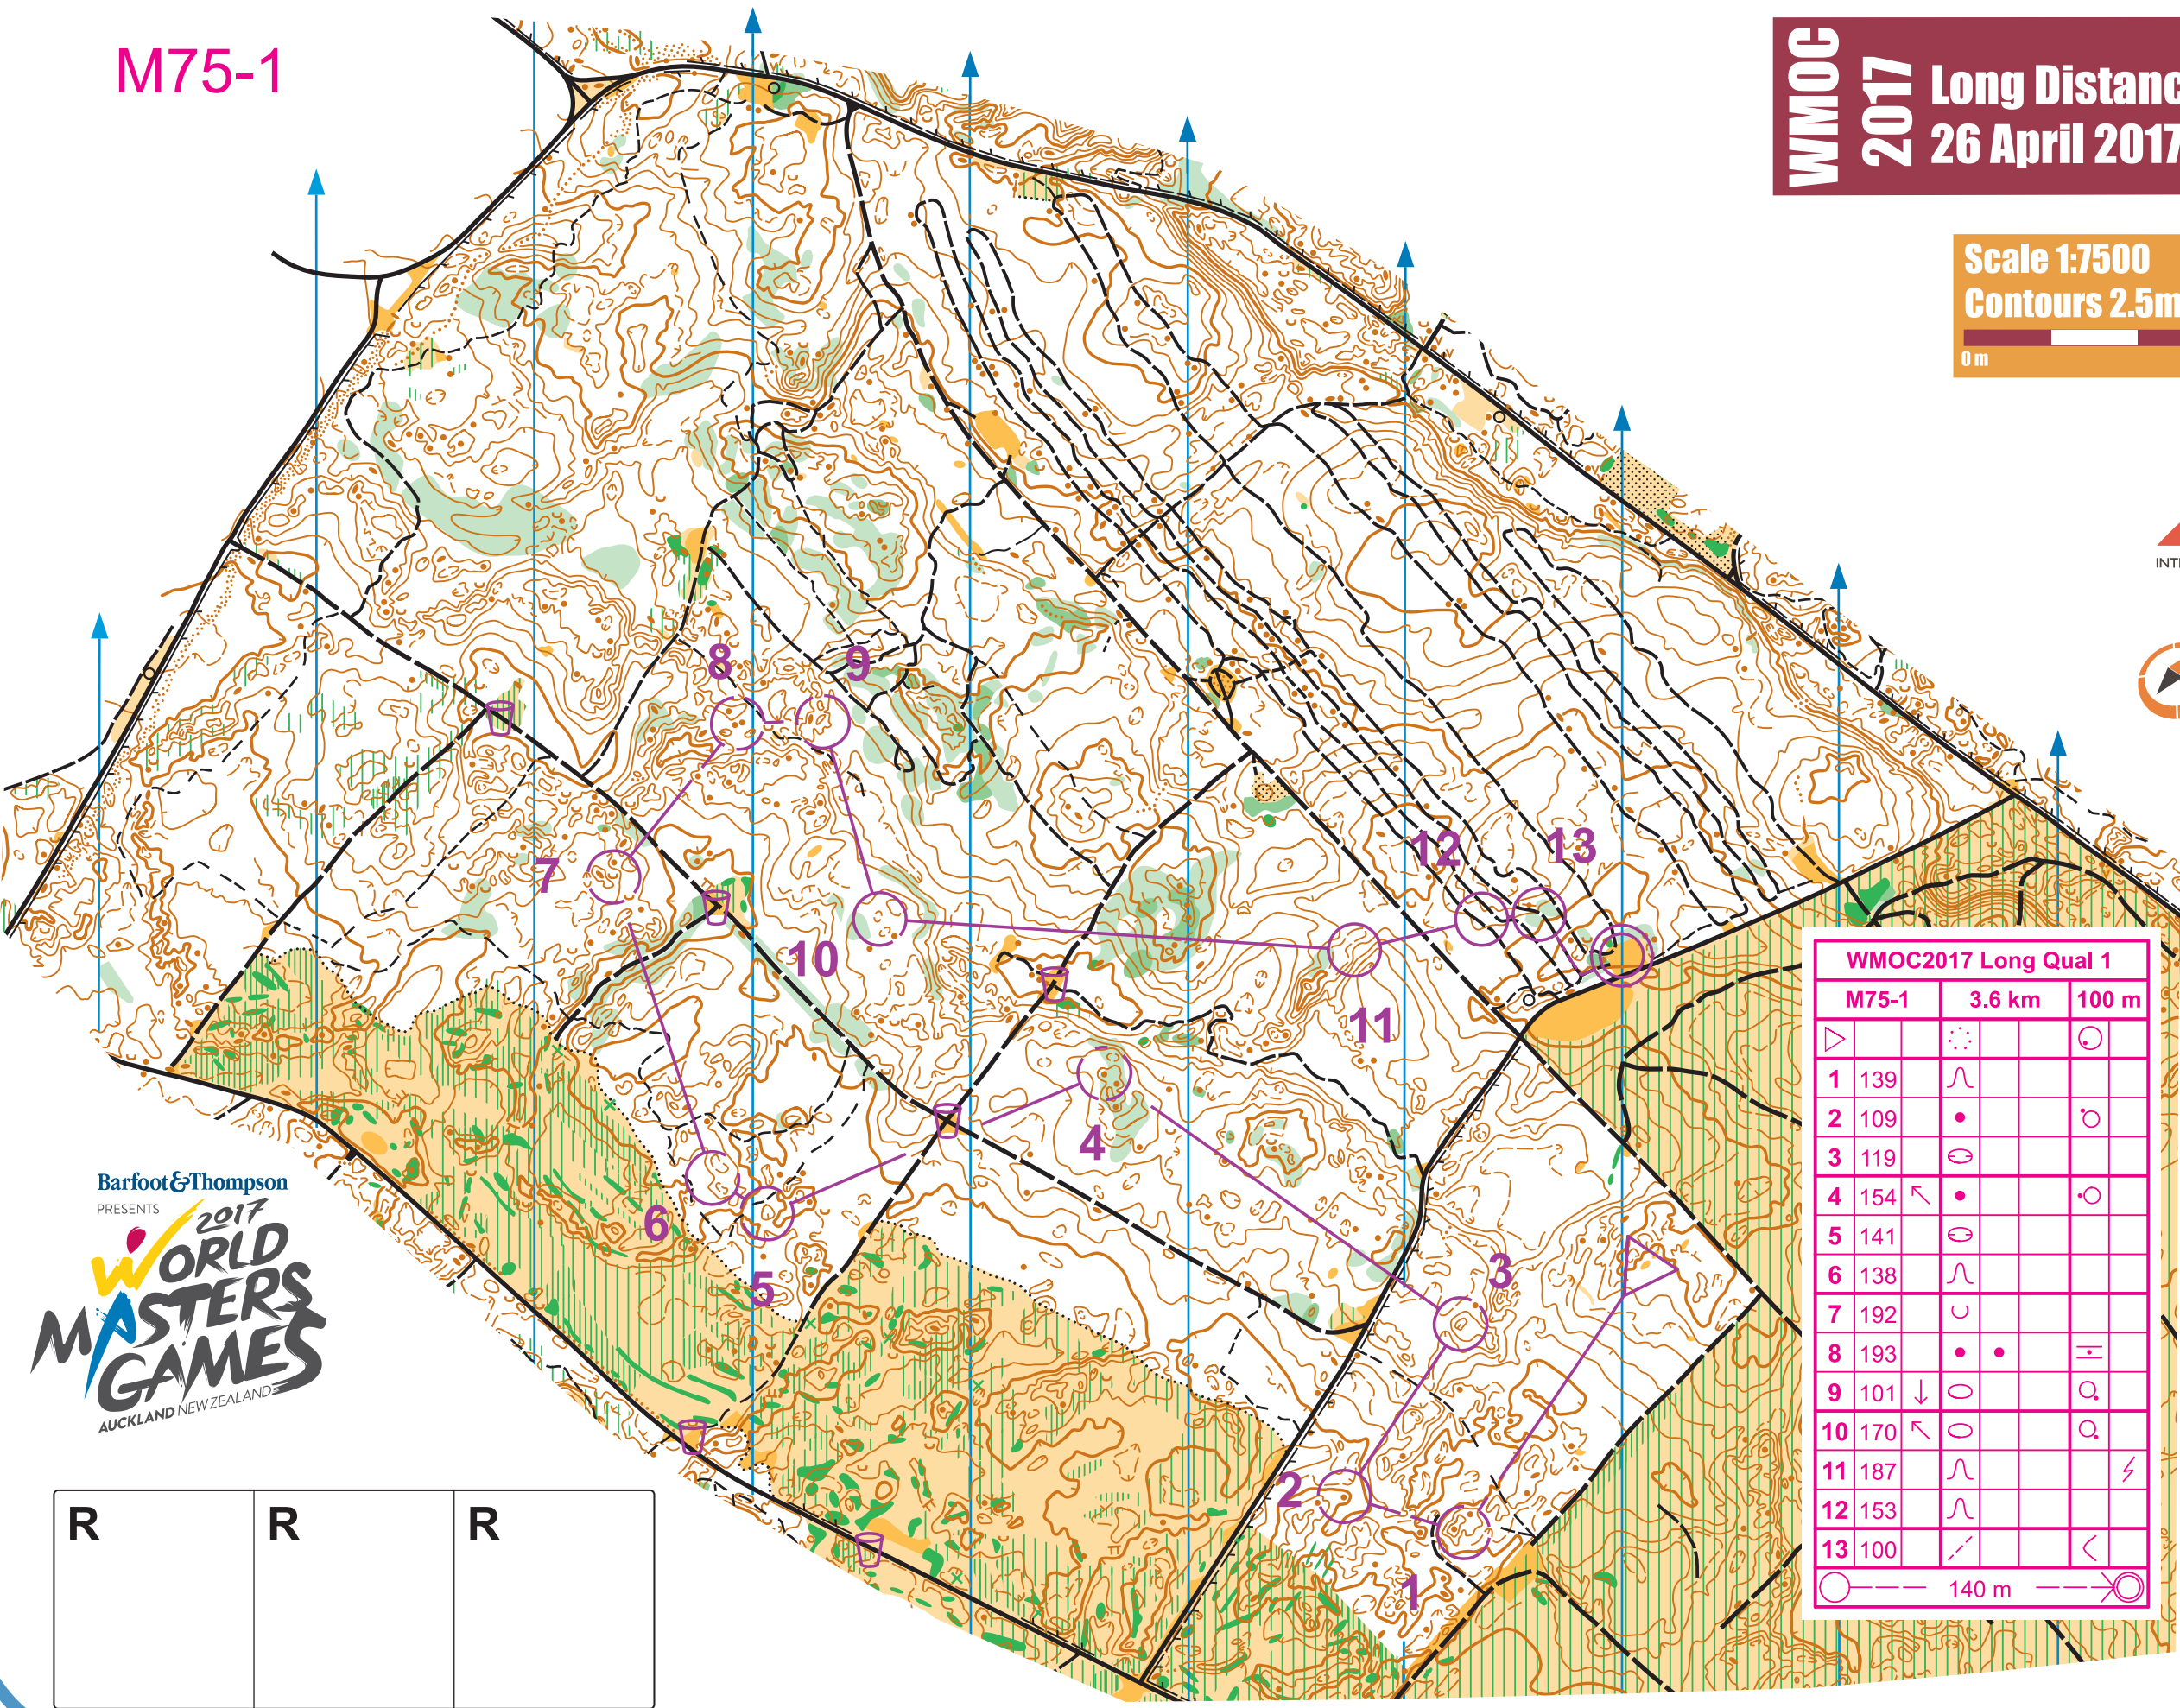 M75-1
WMOC
2017
Long Distanc
26 April 2017
Scale 1:7500
Contours 2.5m
0 m
INT
8
9
7
12
13
10
11
4
6
5
3
2
1
WMOC2017 Long Qual 1
M75-1 3.6 km 100 m
1 139
2 109
3 119
4 154
5 141
6 138
7 192
8 193
9 101
10 170
11 187
12 153
13 100
140 m
Barfoot&Thompson
PRESENTS
2017
WORLD
MASTERS
GAMES
AUCKLAND NEW ZEALAND
R R R